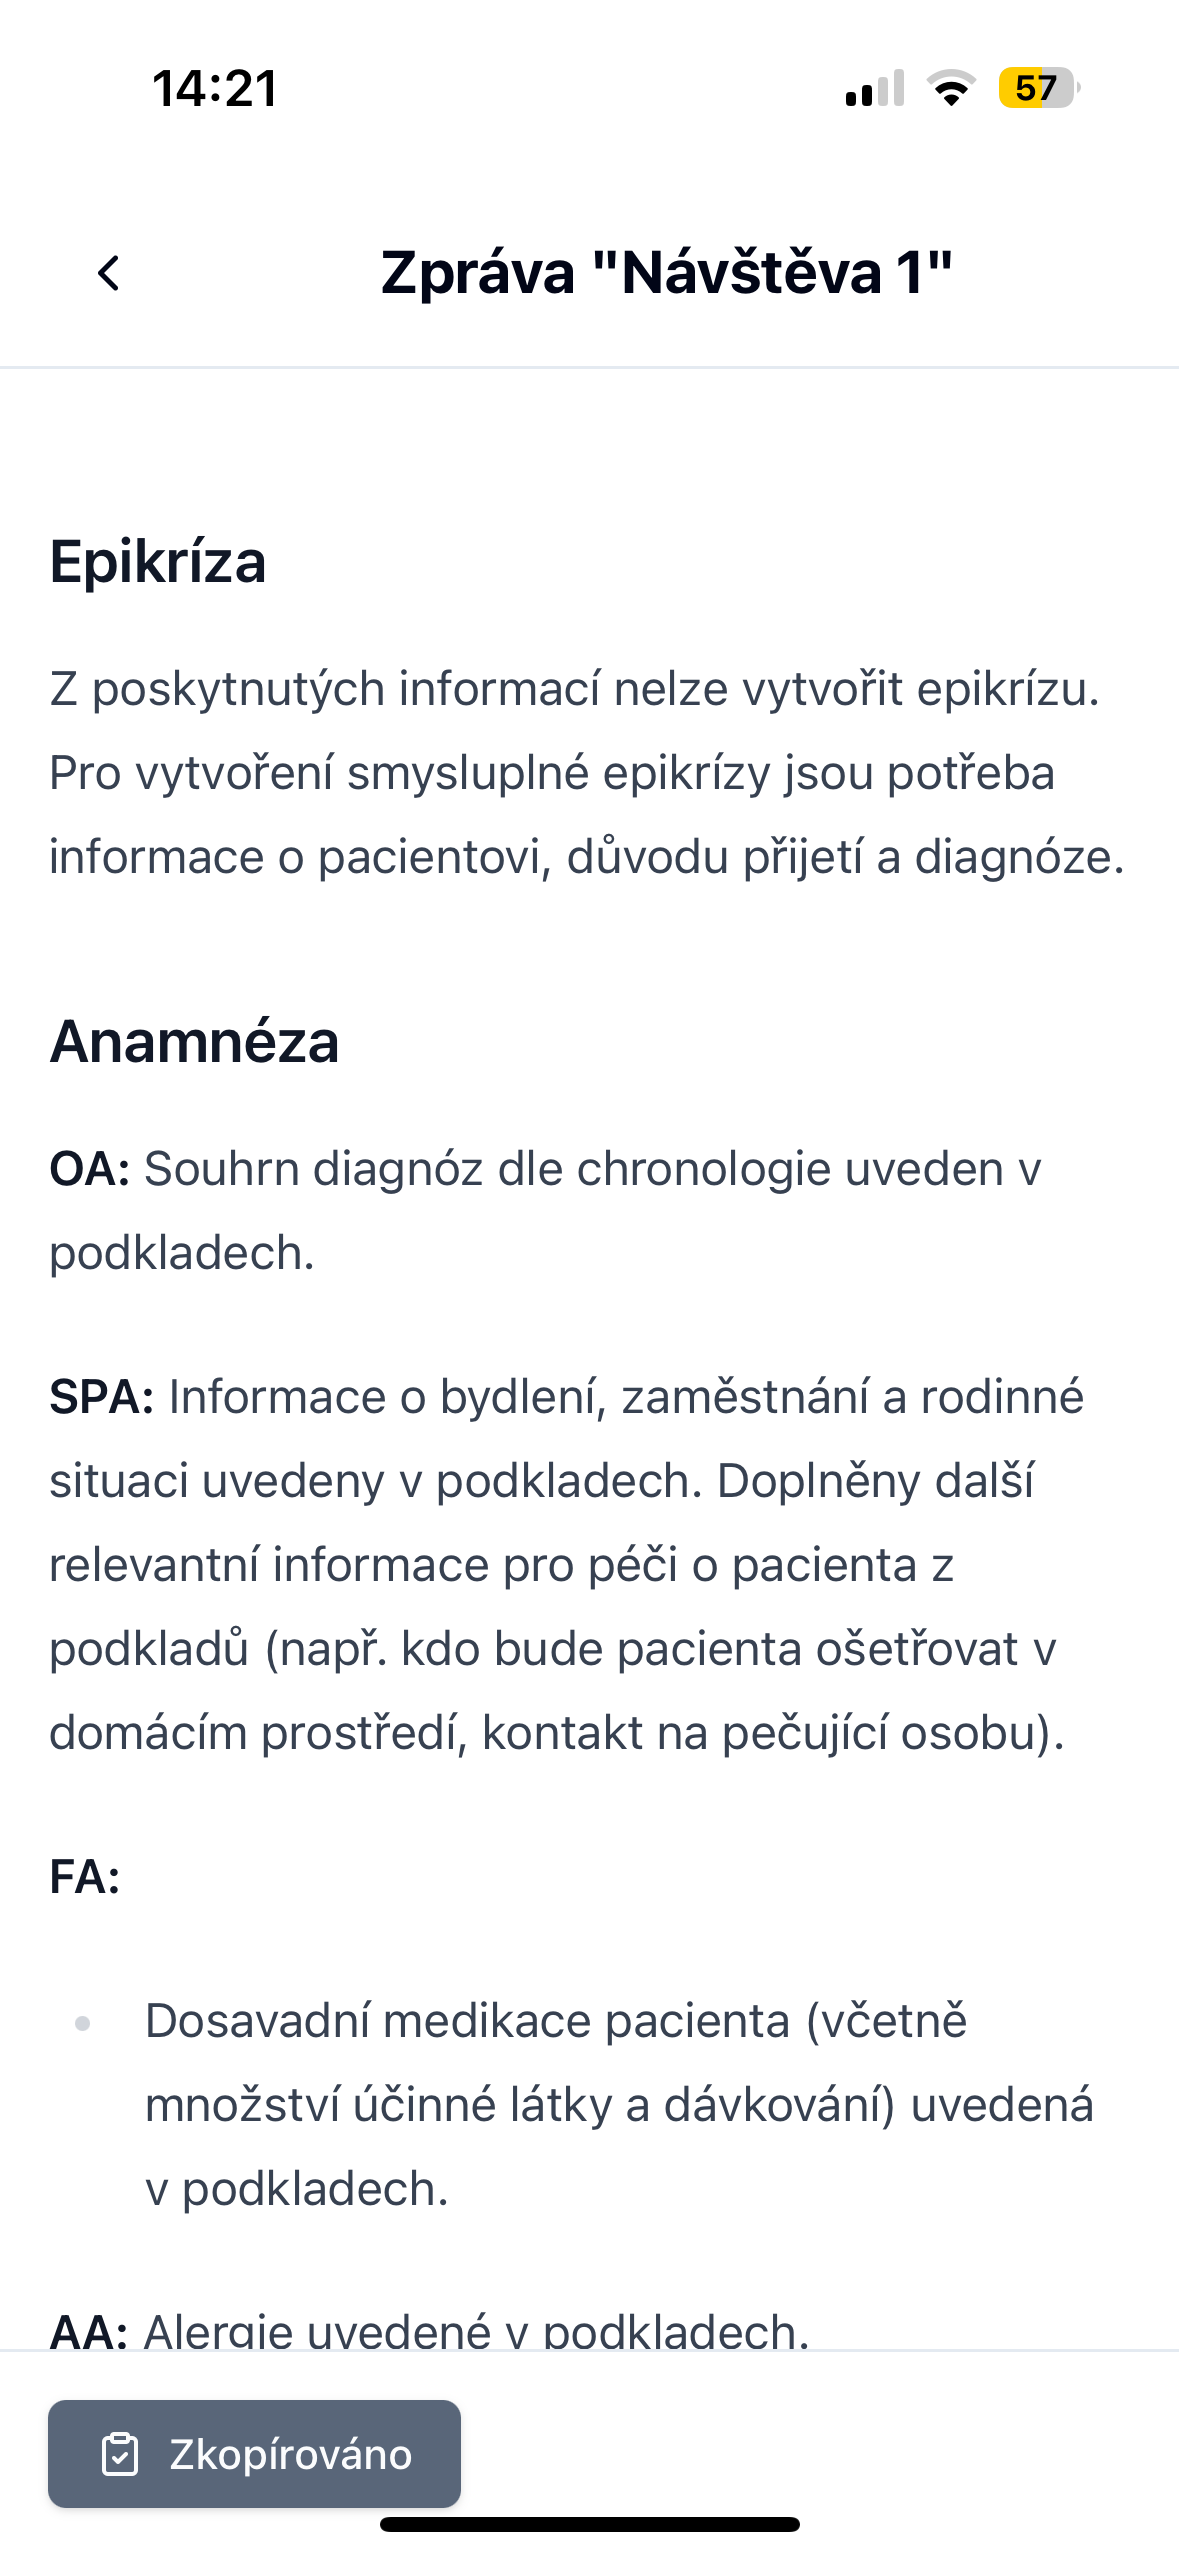 14:21
57
Zpráva "Návštěva 1"
Epikríza
Z poskytnutých informací nelze vytvořit epikrízu.
Pro vytvoření smysluplné epikrízy jsou potřeba
informace o pacientovi, důvodu přijetí a diagnóze.
Anamnéza
OA: Souhrn diagnóz dle chronologie uveden v
podkladech.
SPA: Informace o bydlení, zaměstnání a rodinné
situaci uvedeny v podkladech. Doplněny další
relevantní informace pro péči o pacienta z
podkladů (např. kdo bude pacienta ošetřovat v
domácím prostředí, kontakt na pečující osobu).
FA:
Dosavadní medikace pacienta (včetně
množství účinné látky a dávkování) uvedená
v podkladech.
AA: Alergie uvedené v podkladech.
Zkopírováno